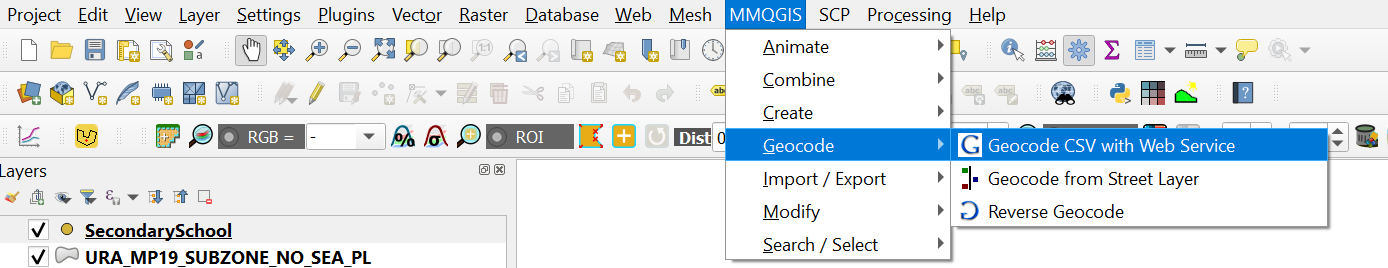 Project Edit View Layer Settings Plugins Vector Raster Database Web Mesh MMQGIS SCP Processing Help
Animate
Combine
Create
RGB = - ROI Dist 0
Geocode
Geocode CSV with Web Service
Layers
Import / Export
Geocode from Street Layer
Modify
Reverse Geocode
SecondarySchool
Search / Select
URA_MP19_SUBZONE_NO_SEA_PL